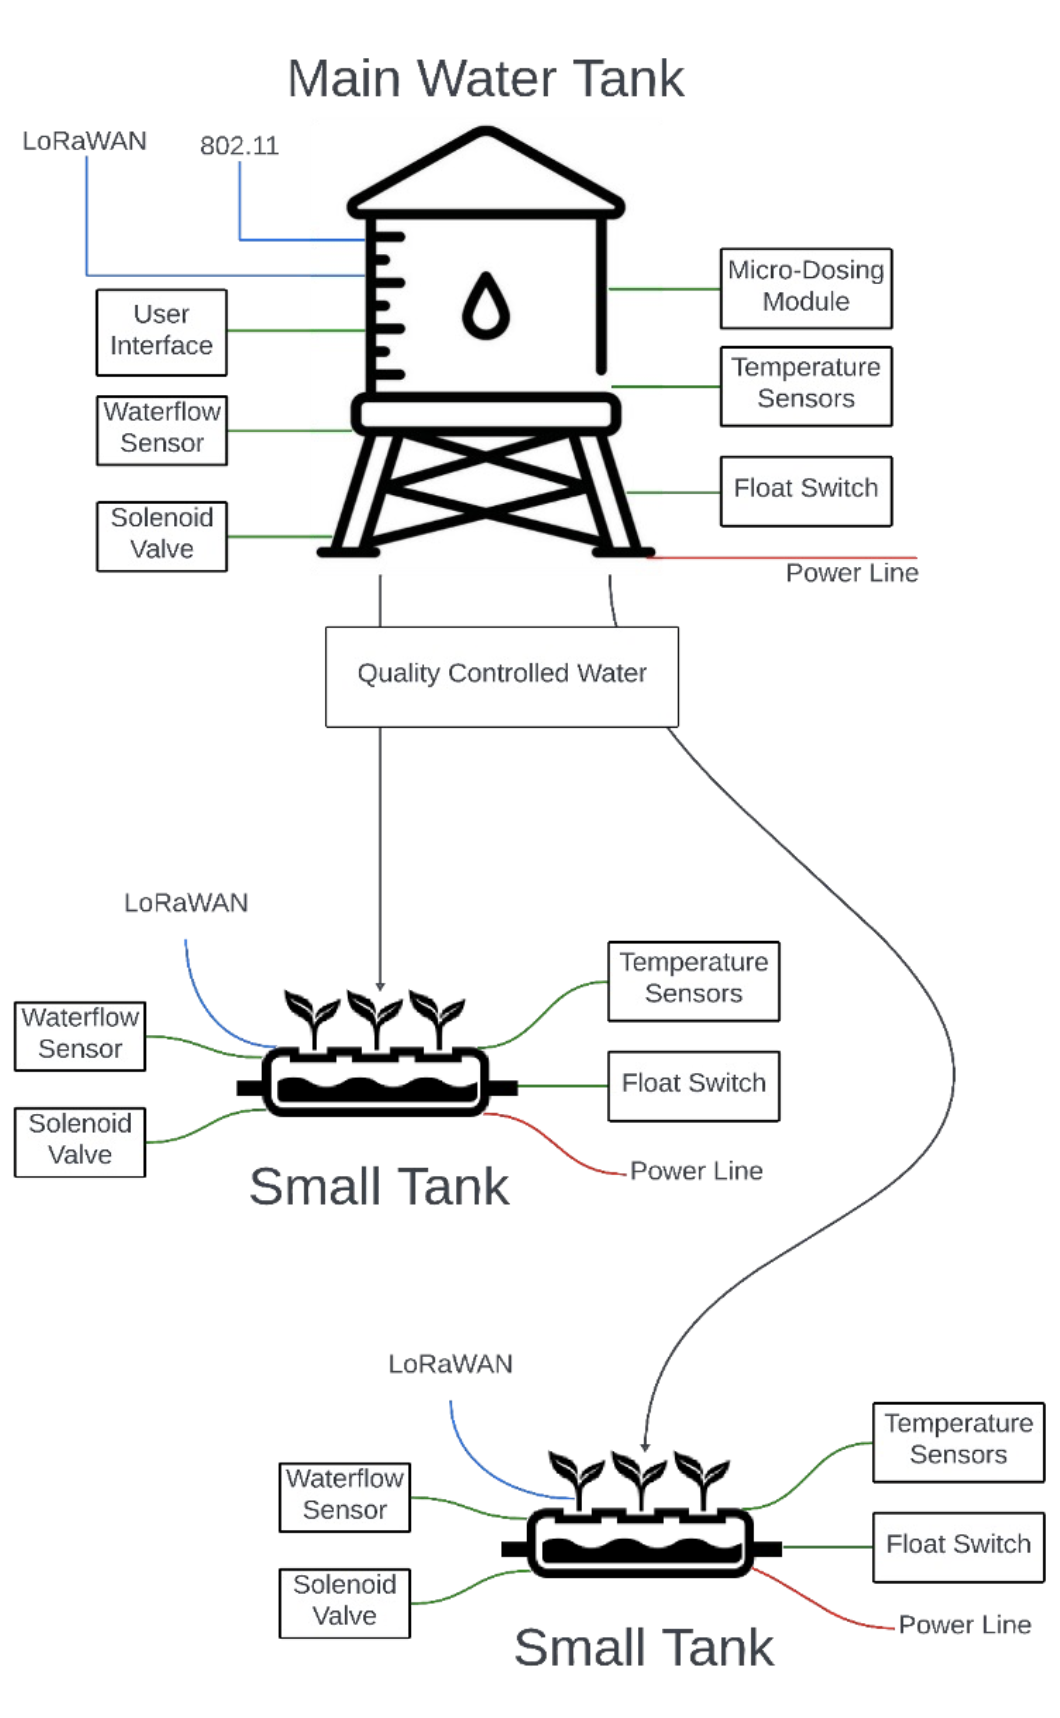 Main Water Tank
LoRaWAN
802.11
User
Interface
Waterflow
Sensor
Solenoid
Valve
Micro-Dosing
Module
Temperature
Sensors
Float Switch
Power Line
Quality Controlled Water
LoRaWAN
Waterflow
Sensor
Solenoid
Valve
Temperature
Sensors
Float Switch
Power Line
Small Tank
LoRaWAN
Waterflow
Sensor
Solenoid
Valve
Temperature
Sensors
Float Switch
Power Line
Small Tank